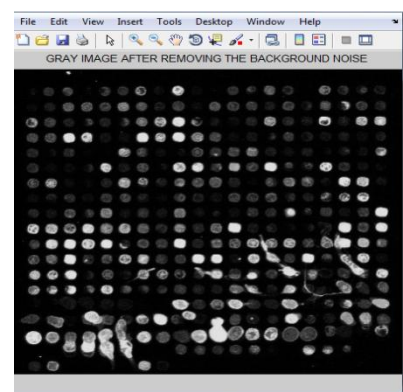 File Edit View Insert Tools Desktop Window Help
GRAY IMAGE AFTER REMOVING THE BACKGROUND NOISE